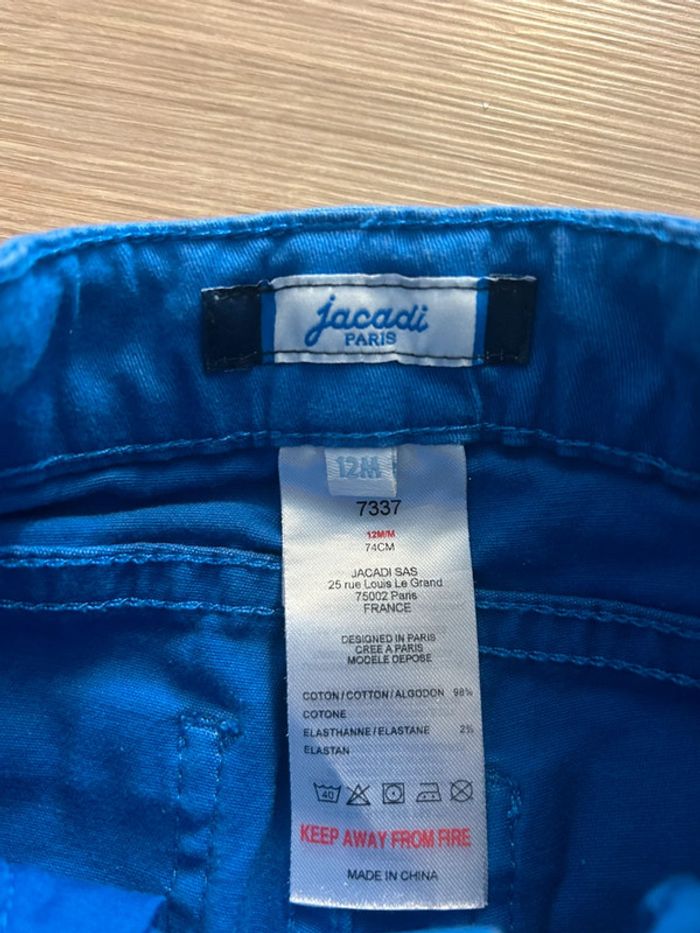 jacadi
PARIS
12M
7337
12M/M
74CM
JACADI SAS
25 rue Louis Le Grand
75002 Paris
FRANCE
DESIGNED IN PARIS
CREE A PARIS
MODELE DEPOSE
COTON / COTTON / ALGODON 98%
COTONE
ELASTHANNE / ELASTANE 2%
ELASTAN
40
KEEP AWAY FROM FIRE
MADE IN CHINA